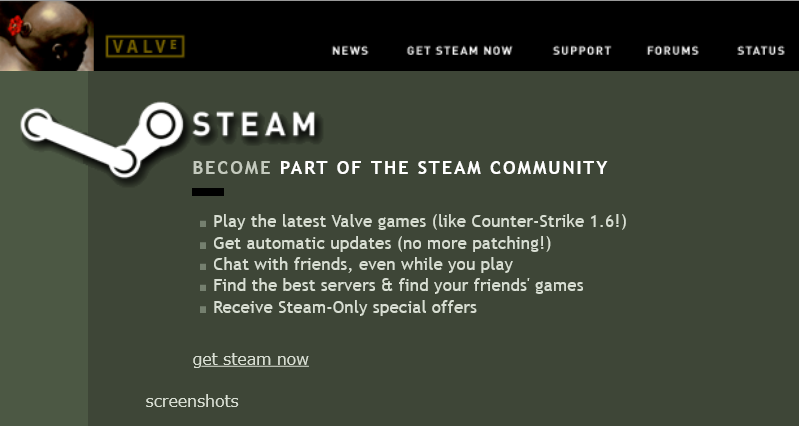 VALVE
NEWS GET STEAM NOW SUPPORT FORUMS STATUS
STEAM
BECOME PART OF THE STEAM COMMUNITY
Play the latest Valve games (like Counter-Strike 1.6!)
Get automatic updates (no more patching!)
Chat with friends, even while you play
Find the best servers & find your friends' games
Receive Steam-Only special offers
get steam now
screenshots